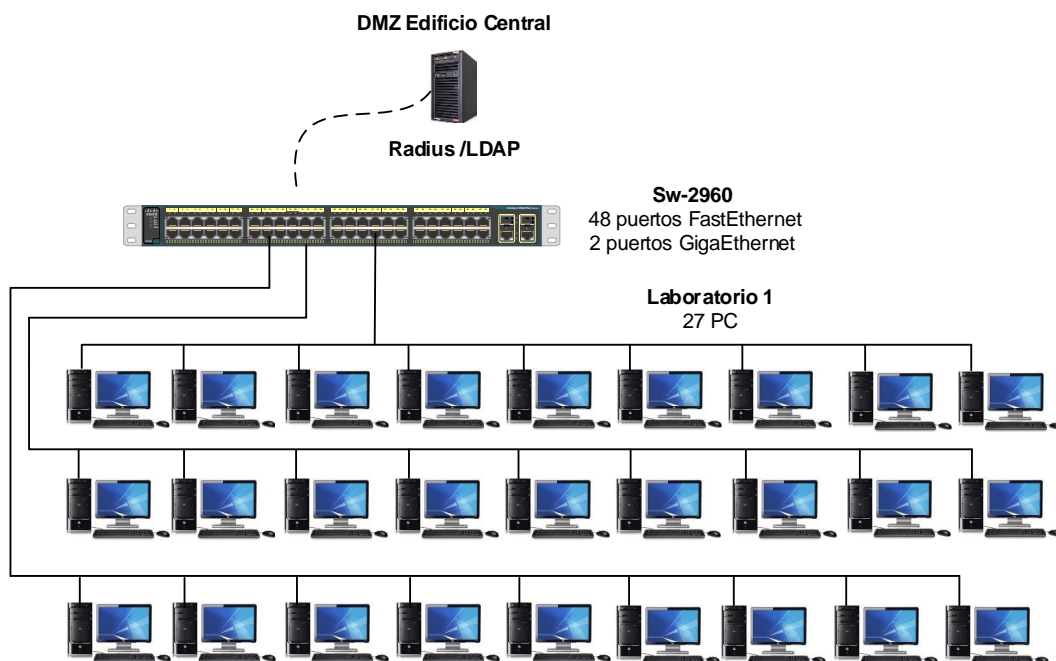 DMZ Edificio Central
Radius /LDAP
Sw-2960
48 puertos FastEthernet
2 puertos GigaEthernet
Laboratorio 1
27 PC